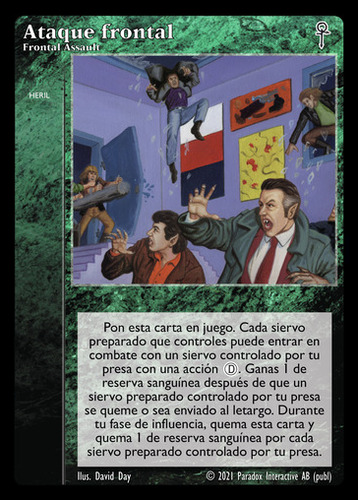 Ataque frontal
Frontal Assault
HERIL
Pon esta carta en juego. Cada siervo
preparado que controles puede entrar en
combate con un siervo controlado por tu
presa con una acción Ⓓ. Ganas 1 de
reserva sanguínea después de que un
siervo preparado controlado por tu presa
se queme o sea enviado al letargo. Durante
tu fase de influencia, quema esta carta y
quema 1 de reserva sanguínea por cada
siervo preparado controlado por tu presa.
Ilus. David Day
© 2021 Paradox Interactive AB (publ)